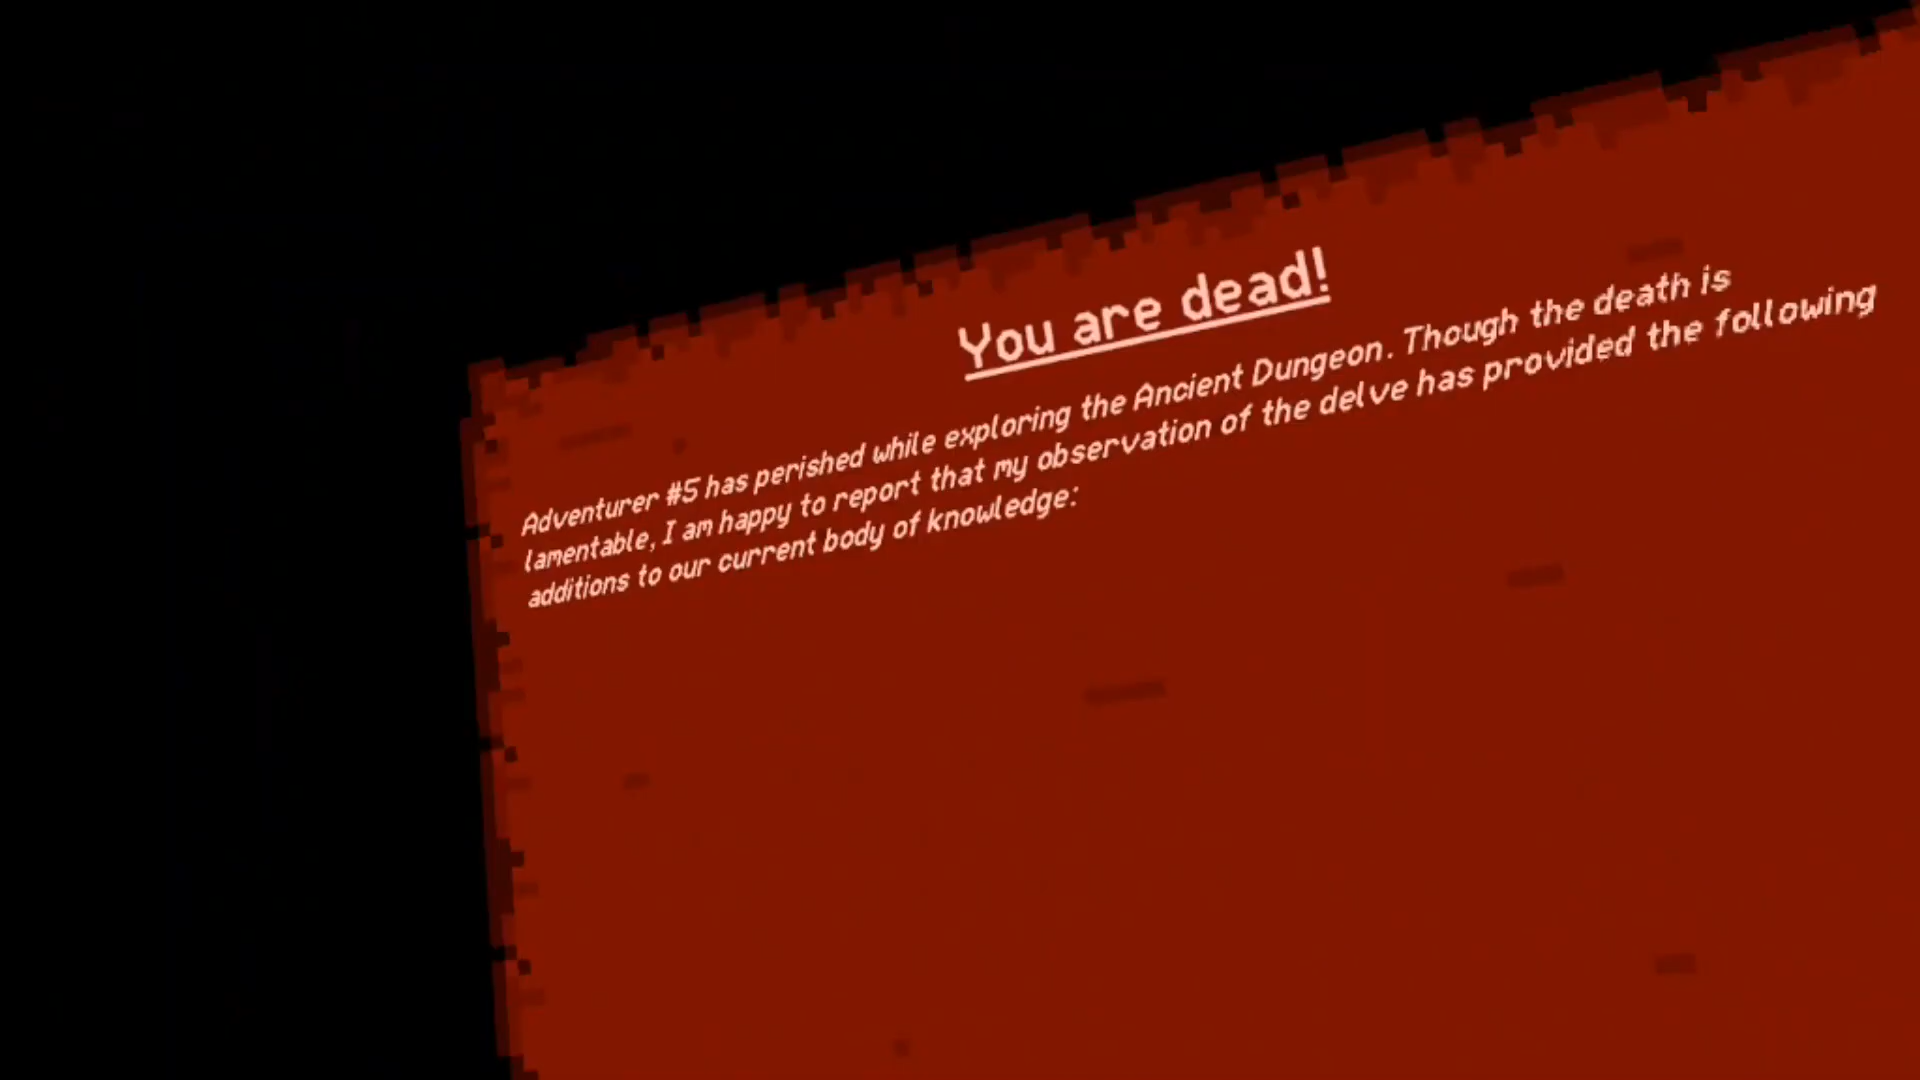 You are dead!
Adventurer #5 has perished while exploring the Ancient Dungeon. Though the death is
lamentable, I am happy to report that my observation of the delve has provided the following
additions to our current body of knowledge: